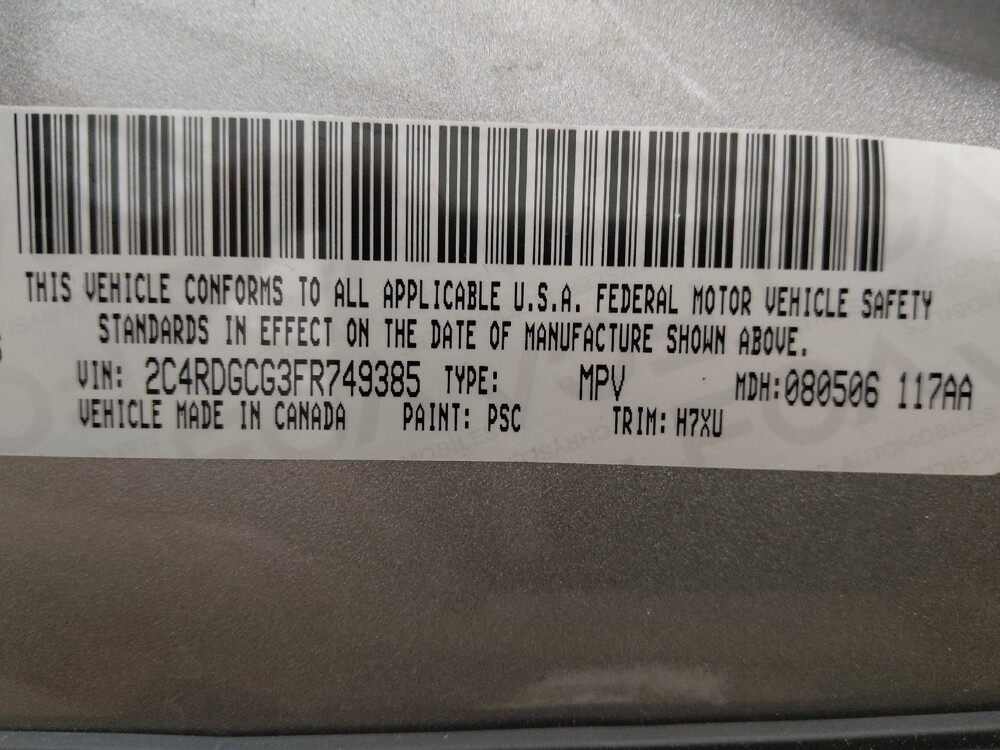 THIS VEHICLE CONFORMS TO ALL APPLICABLE U.S.A. FEDERAL MOTOR VEHICLE SAFETY
STANDARDS IN EFFECT ON THE DATE OF MANUFACTURE SHOWN ABOVE.
VIN: 2C4RDGCG3FR749385 TYPE: MPV MDH:080506 117AA
VEHICLE MADE IN CANADA PAINT: PSC TRIM: H7XU